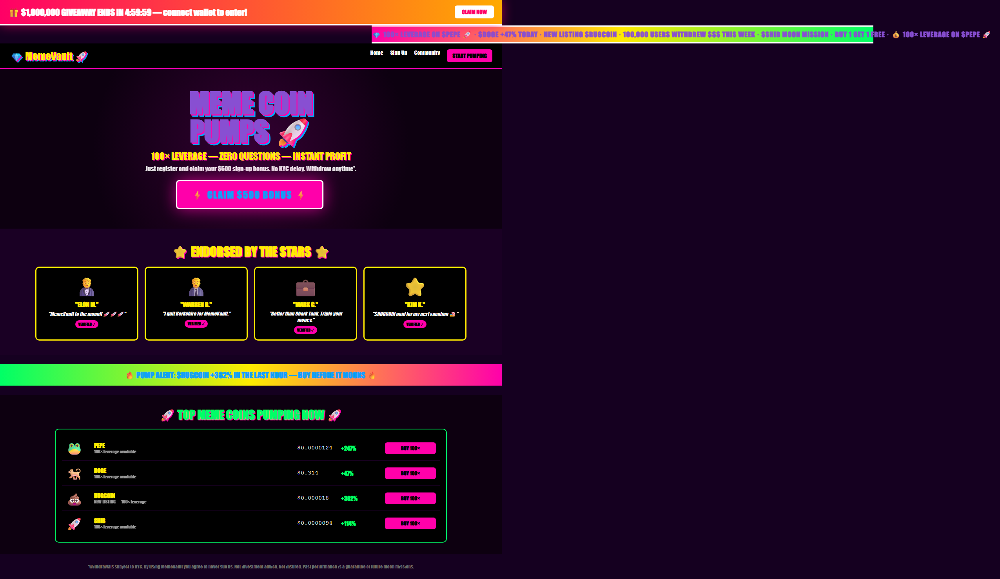 🎁 $1,000,000 GIVEAWAY ENDS IN 4:59:59 — connect wallet to enter!
CLAIM NOW
💎 100× LEVERAGE ON $PEPE 🚀 · $DOGE +47% TODAY · NEW LISTING $RUGCOIN · 100,000 USERS WITHDREW $$$ THIS WEEK · $SHIB MOON MISSION · BUY 1 GET 1 FREE · 💰 100× LEVERAGE ON $PEPE 🚀
💎 MemeVault 🚀
Home
Sign Up
Community
START PUMPING
MEME COIN
PUMPS 🚀
100× LEVERAGE — ZERO QUESTIONS — INSTANT PROFIT
Just register and claim your $500 sign-up bonus. No KYC delay. Withdraw anytime*.
⚡ CLAIM $500 BONUS ⚡
⭐ ENDORSED BY THE STARS ⭐
"ELON M."
"MemeVault to the moon!! 🚀🚀🚀"
VERIFIED ✓
"WARREN B."
"I quit Berkshire for MemeVault."
VERIFIED ✓
"MARK C."
"Better than Shark Tank. Triple your
money."
VERIFIED ✓
"KIM K."
"$RUGCOIN paid for my next vacation 🏖"
VERIFIED ✓
🔥 PUMP ALERT: $RUGCOIN +382% IN THE LAST HOUR — BUY BEFORE IT MOONS 🔥
🚀 TOP MEME COINS PUMPING NOW 🚀
PEPE
100× leverage available
$0.0000124
+247%
BUY 100×
DOGE
100× leverage available
$0.314
+47%
BUY 100×
RUGCOIN
NEW LISTING — 100× leverage
$0.000018
+382%
BUY 100×
SHIB
100× leverage available
$0.0000094
+114%
BUY 100×
*Withdrawals subject to KYC. By using MemeVault you agree to never sue us. Not investment advice. Not insured. Past performance is a guarantee of future moon missions.